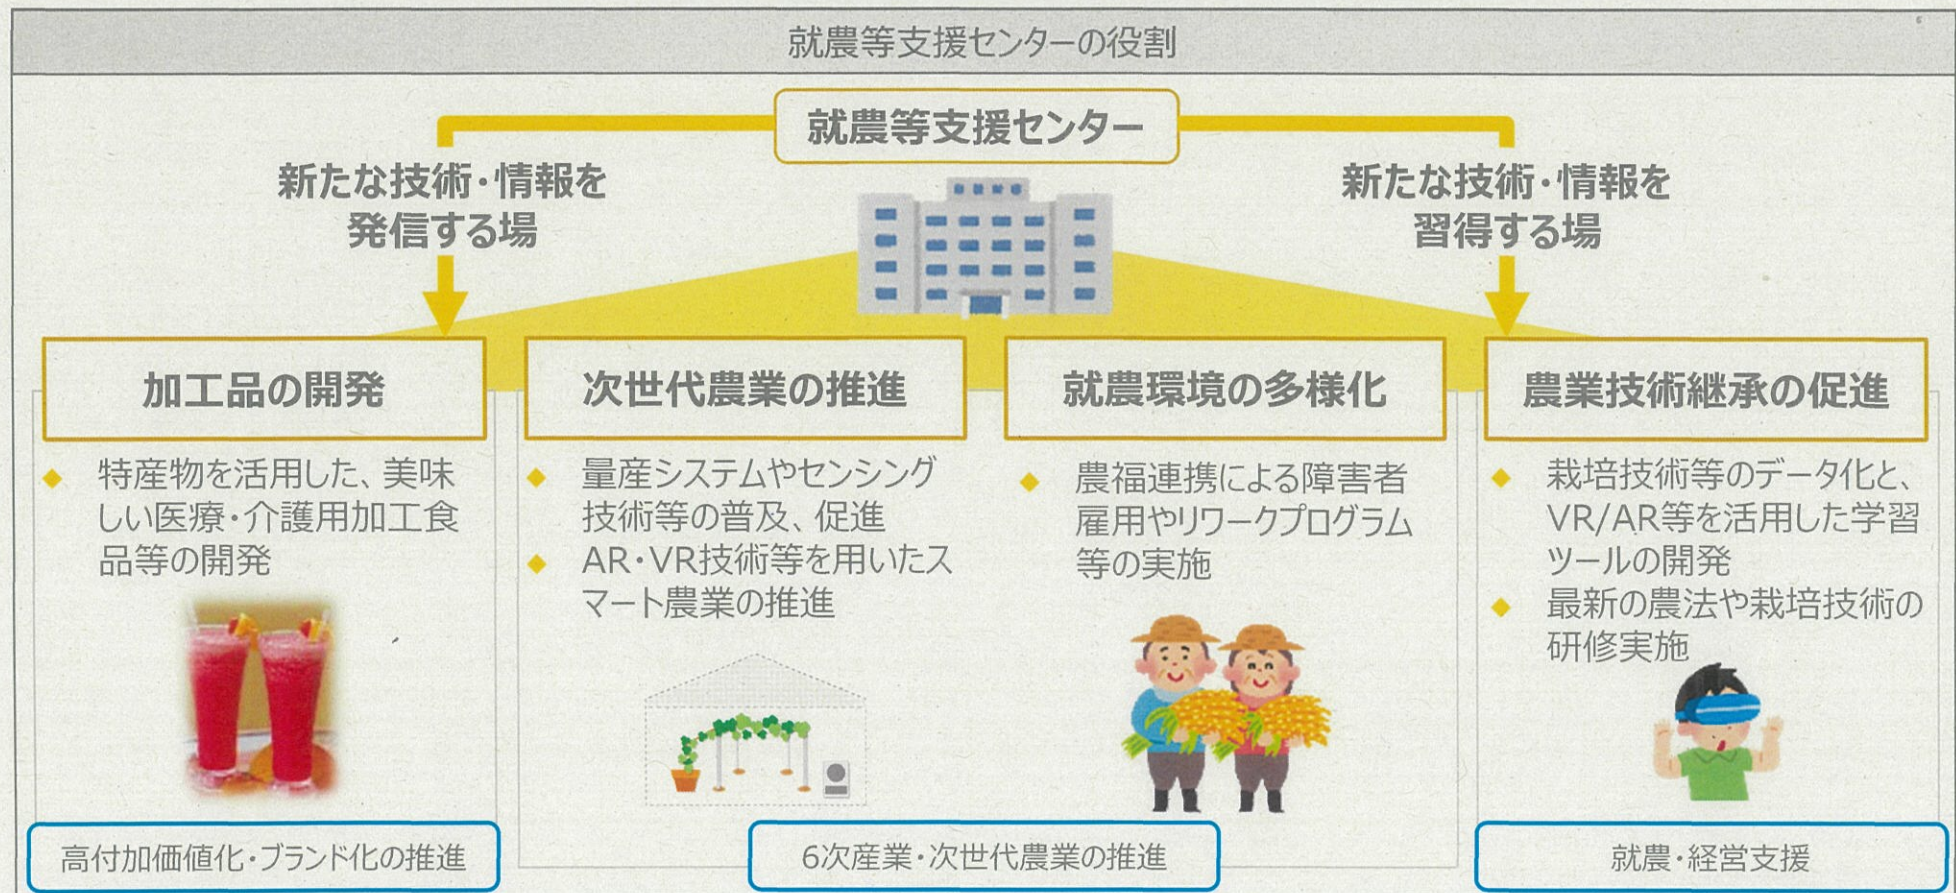 就農等支援センターの役割
就農等支援センター
新たな技術・情報を
発信する場
新たな技術・情報を
習得する場
加工品の開発
◆ 特産物を活用した、美味
しい医療・介護用加工食
品等の開発
次世代農業の推進
◆ 量産システムやセンシング
技術等の普及、促進
◆ AR・VR技術等を用いたス
マート農業の推進
就農環境の多様化
◆ 農福連携による障害者
雇用やリワークプログラム
等の実施
農業技術継承の促進
◆ 栽培技術等のデータ化と、
VR/AR等を活用した学習
ツールの開発
◆ 最新の農法や栽培技術の
研修実施
高付加価値化・ブランド化の推進
6次産業・次世代農業の推進
就農・経営支援